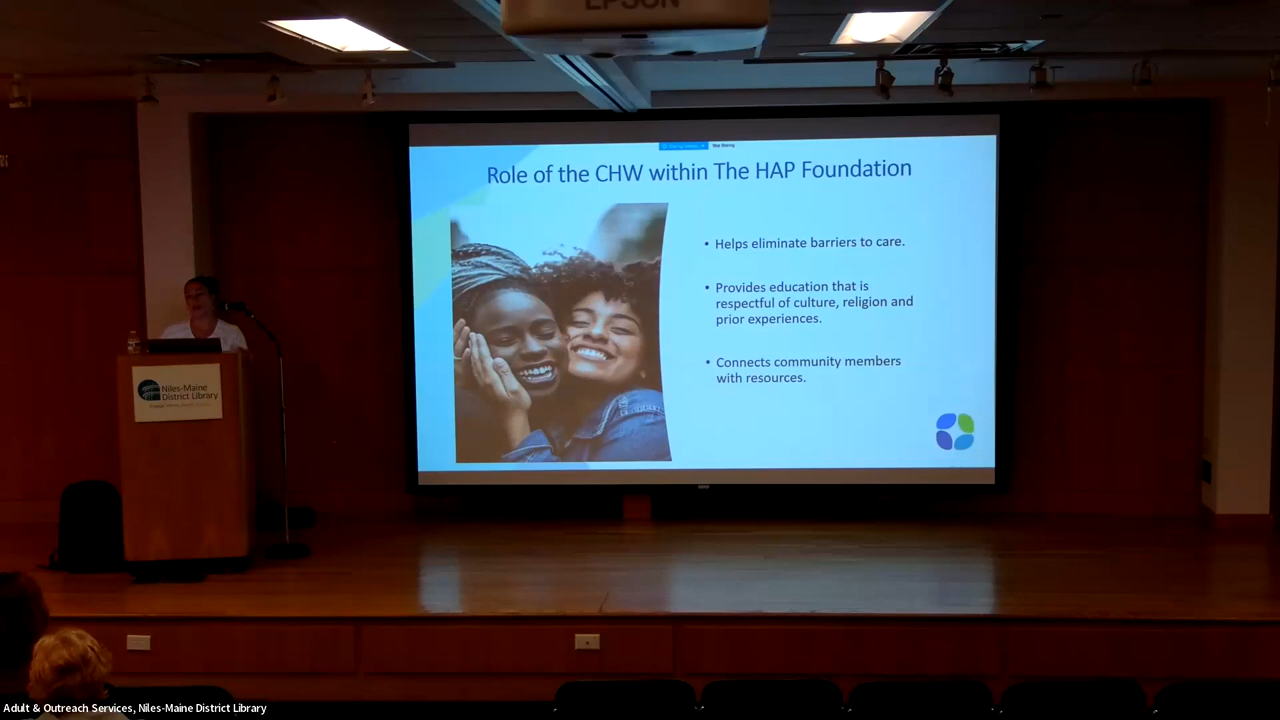 EPSON
Role of the CHW within The HAP Foundation
• Helps eliminate barriers to care.
• Provides education that is
respectful of culture, religion and
prior experiences.
• Connects community members
with resources.
Niles-Maine
District Library
Adult & Outreach Services, Niles-Maine District Library